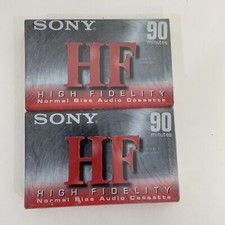 SONY
90
minutes
HF
HIGH FIDELITY
Normal Bias Audio Cassette
SONY
90
minutes
HF
HIGH FIDELITY
Normal Bias Audio Cassette